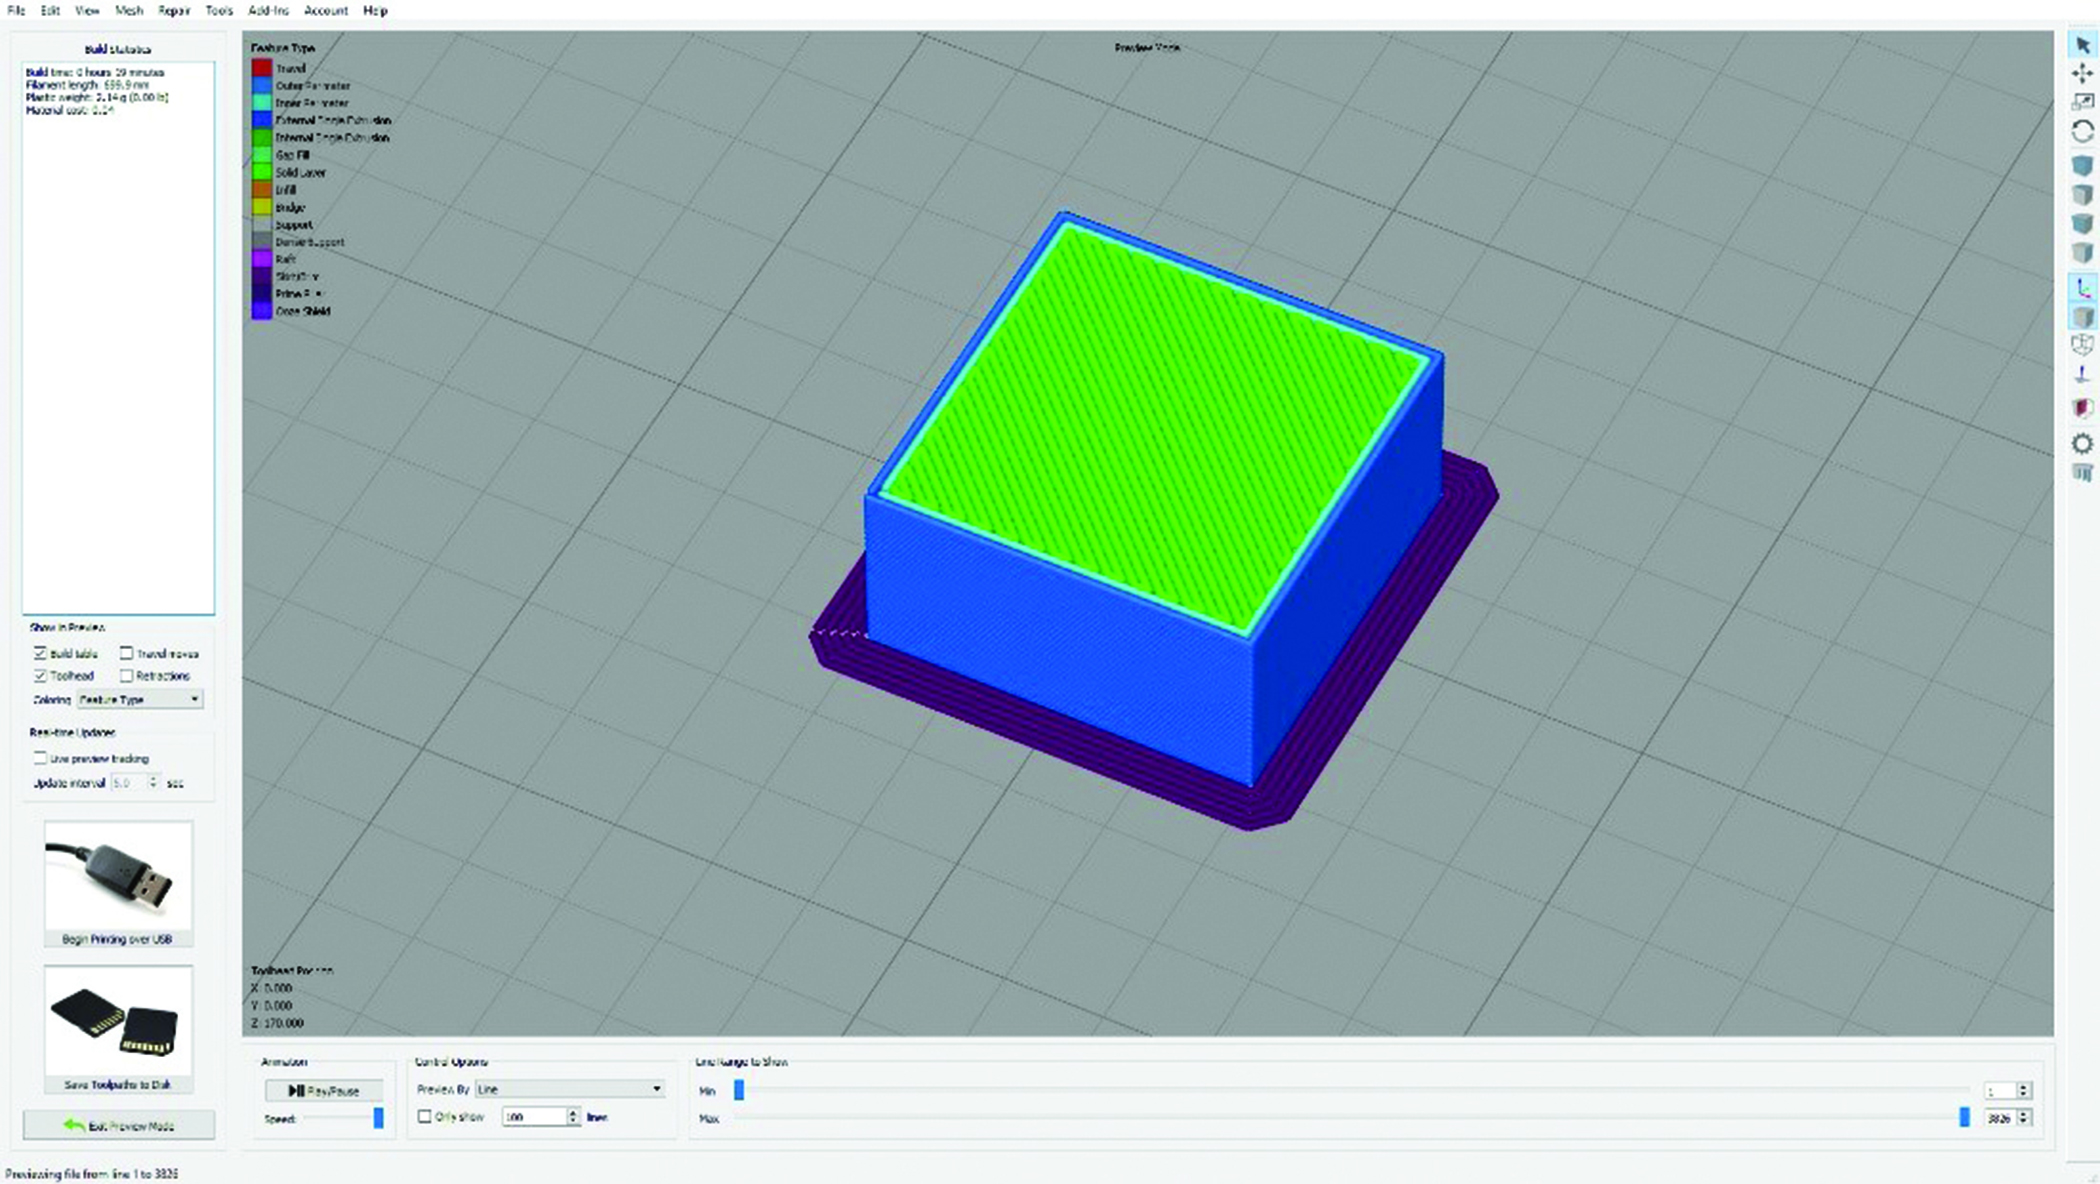 File Edit View Mesh Repair Tools Add-Ins Account Help
Build Statistics
Build time: 0 hours 19 minutes
Filament length: 699.9 mm
Plastic weight: 2.14 g (0.00 lb)
Material cost: 0.04
Feature Type
Travel
Outer Perimeter
Inner Perimeter
External Single Extrusion
Internal Single Extrusion
Gap Fill
Solid Layer
Infill
Bridge
Support
Dense Support
Raft
Skirt/Brim
Prime Pillar
Ooze Shield
Preview Mode
Show in Preview
Build table
Travel moves
Toolhead
Retractions
Coloring Feature Type
Real-time Updates
Live preview tracking
Update interval 5.0 sec
Begin Printing over USB
Save Toolpaths to Disk
Exit Preview Mode
Toolhead Position
X: 0.000
Y: 0.000
Z: 170.000
Animation
Play/Pause
Speed:
Control Options
Preview By Line
Only show 100 lines
Line Range to Show
Min 1
Max 3826
Previewing file from line 1 to 3826